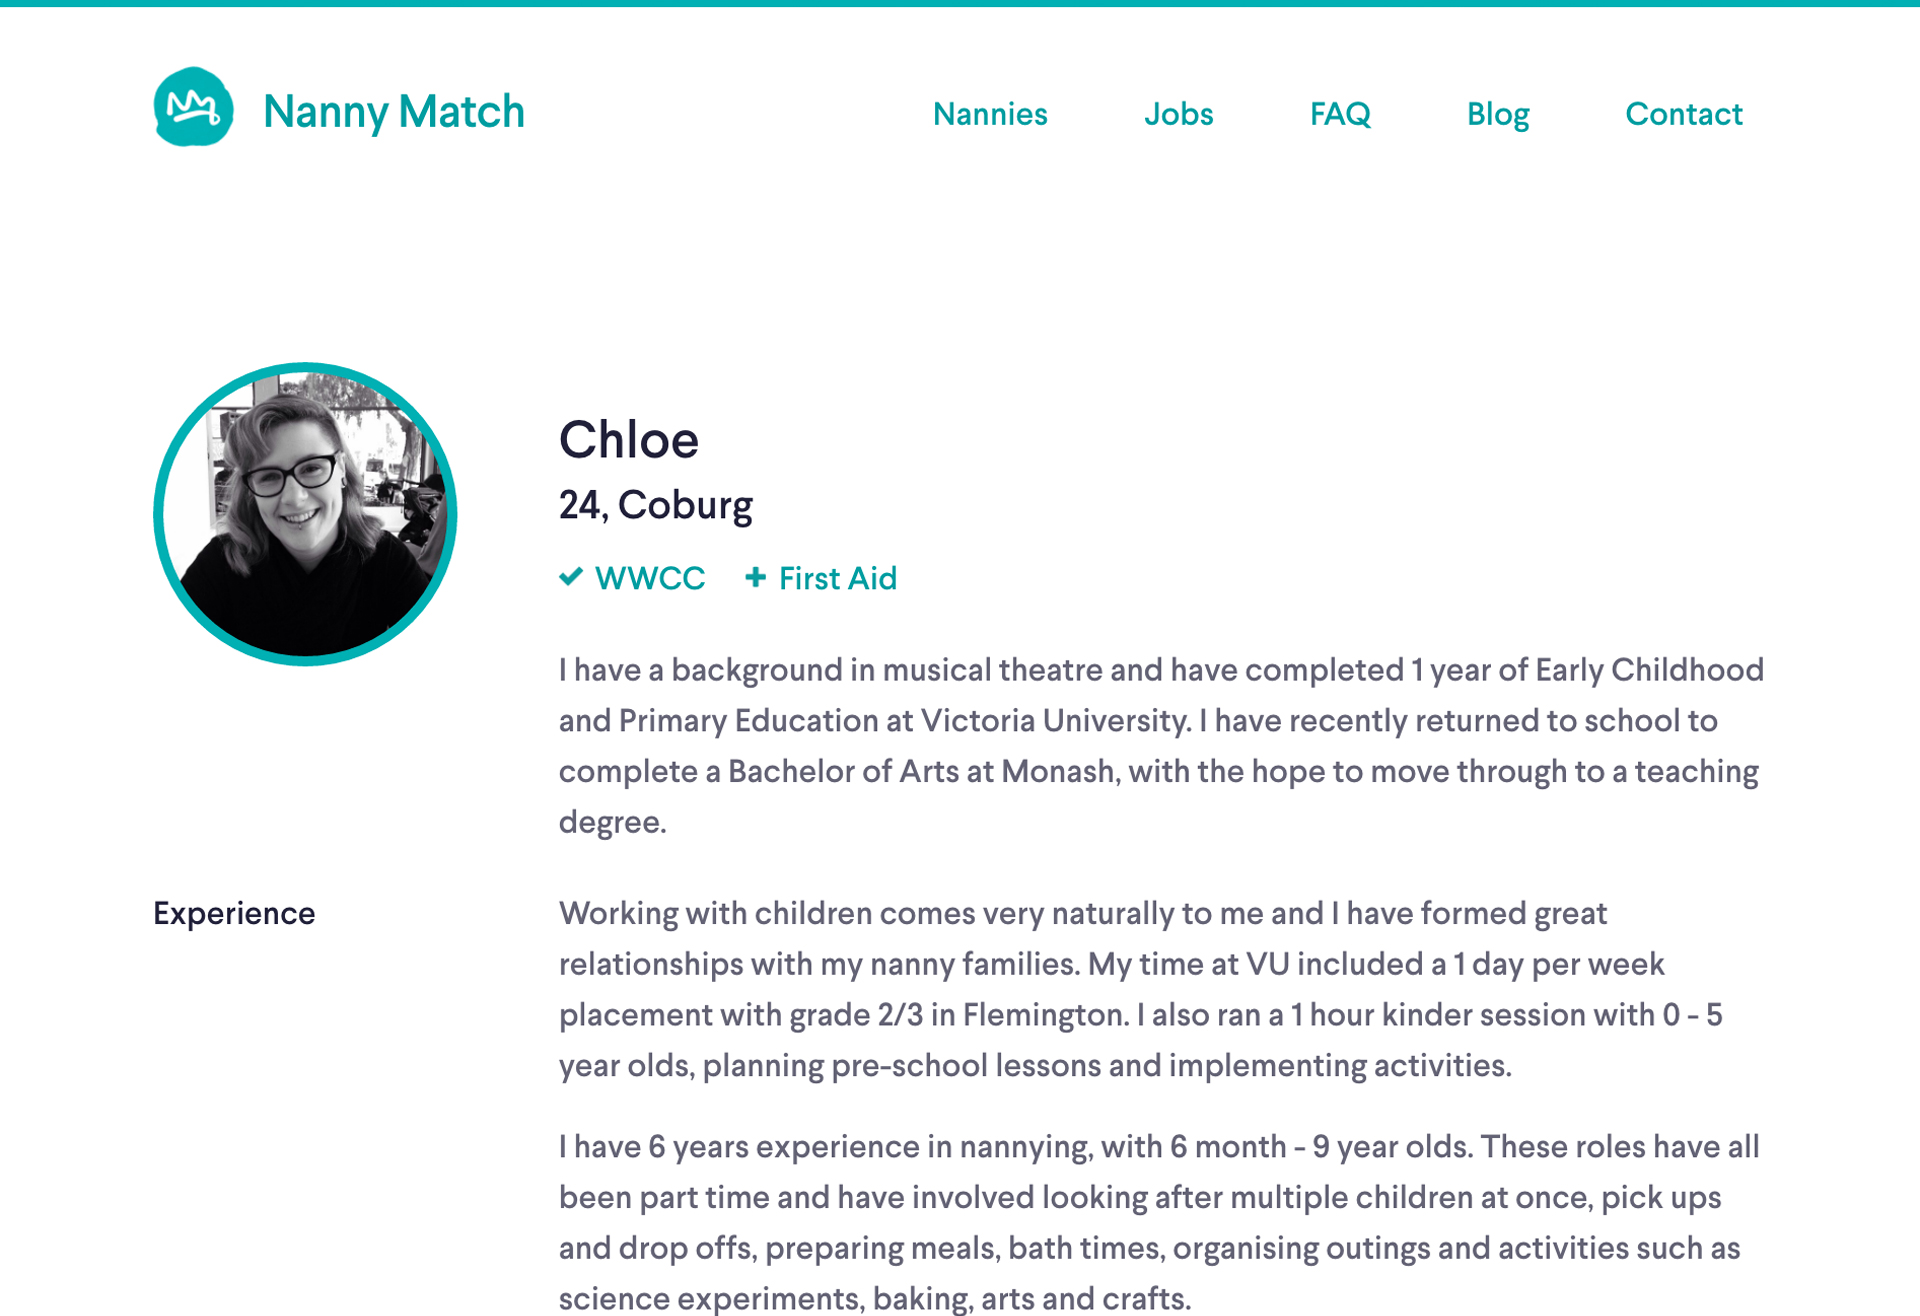 Nanny Match
Nannies
Jobs
FAQ
Blog
Contact
Chloe
24, Coburg
WWCC
First Aid
I have a background in musical theatre and have completed 1 year of Early Childhood
and Primary Education at Victoria University. I have recently returned to school to
complete a Bachelor of Arts at Monash, with the hope to move through to a teaching
degree.
Experience
Working with children comes very naturally to me and I have formed great
relationships with my nanny families. My time at VU included a 1 day per week
placement with grade 2/3 in Flemington. I also ran a 1 hour kinder session with 0 - 5
year olds, planning pre-school lessons and implementing activities.
I have 6 years experience in nannying, with 6 month - 9 year olds. These roles have all
been part time and have involved looking after multiple children at once, pick ups
and drop offs, preparing meals, bath times, organising outings and activities such as
science experiments, baking, arts and crafts.